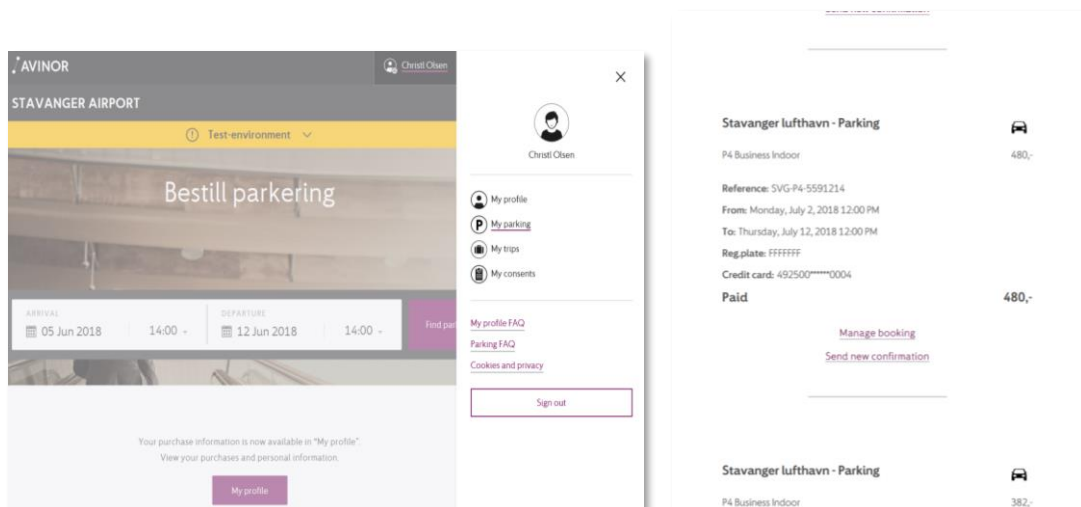 AVINOR
Christl Olsen
STAVANGER AIRPORT
Test-environment
Bestill parkering
ARRIVAL
05 Jun 2018
14:00
DEPARTURE
12 Jun 2018
14:00
Find par
Your purchase information is now available in "My profile".
View your purchases and personal information.
My profile
Christl Olsen
My profile
My parking
My trips
My consents
My profile FAQ
Parking FAQ
Cookies and privacy
Sign out
Send new confirmation
Stavanger lufthavn - Parking
P4 Business Indoor 480,-
Reference: SVG-P4-5591214
From: Monday, July 2, 2018 12:00 PM
To: Thursday, July 12, 2018 12:00 PM
Reg.plate: FFFFFFF
Credit card: 492500******0004
Paid 480,-
Manage booking
Send new confirmation
Stavanger lufthavn - Parking
P4 Business Indoor 382,-